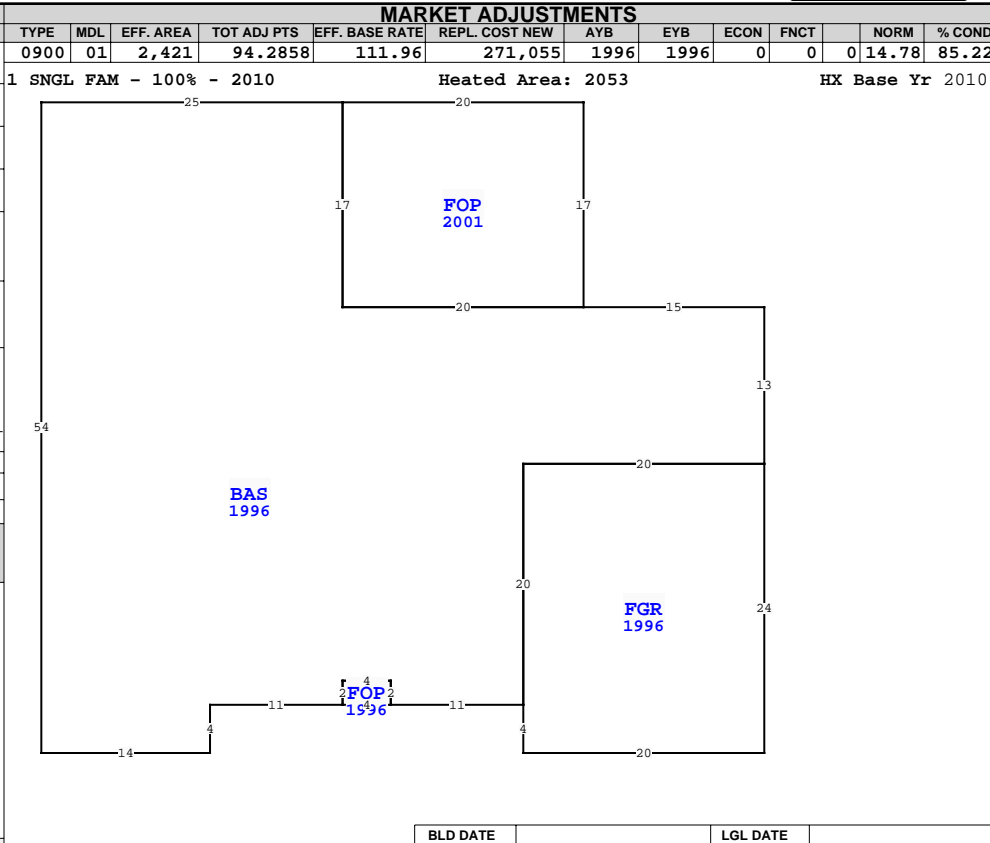 MARKET ADJUSTMENTS
TYPE MDL EFF. AREA TOT ADJ PTS EFF. BASE RATE REPL. COST NEW AYB EYB ECON FNCT NORM % COND
0900 01 2,421 94.2858 111.96 271,055 1996 1996 0 0 0 14.78 85.22
1 SNGL FAM - 100% - 2010 Heated Area: 2053 HX Base Yr 2010
25 20
17 FOP 17
2001
20 15
13
54
20
BAS
1996
20
FGR 24
1996
4
2 FOP 2
11 4 11
1996
4 4
14 20
BLD DATE LGL DATE